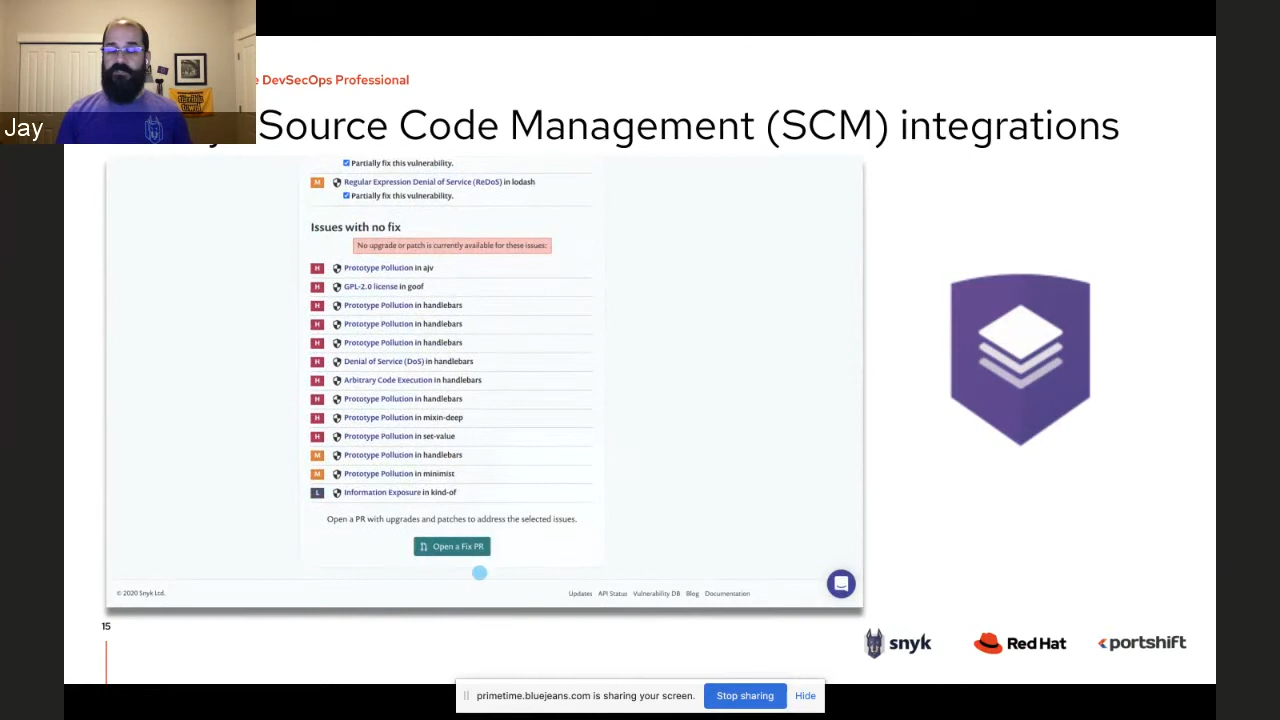 Jay
DevSecOps Professional
Source Code Management (SCM) integrations
Partially fix this vulnerability.
M Regular Expression Denial of Service (ReDoS) in lodash
Partially fix this vulnerability.
Issues with no fix
No upgrade or patch is currently available for these issues:
H Prototype Pollution in ajv
H GPL-2.0 license in goof
H Prototype Pollution in handlebars
H Prototype Pollution in handlebars
H Prototype Pollution in handlebars
H Denial of Service (DoS) in handlebars
H Arbitrary Code Execution in handlebars
H Prototype Pollution in handlebars
H Prototype Pollution in mixin-deep
H Prototype Pollution in set-value
M Prototype Pollution in handlebars
M Prototype Pollution in minimist
L Information Exposure in kind-of
Open a PR with upgrades and patches to address the selected issues.
Open a Fix PR
© 2020 Snyk Ltd.
Updates API Status Vulnerability DB Blog Documentation
15
snyk Red Hat portshift
primetime.bluejeans.com is sharing your screen. Stop sharing Hide